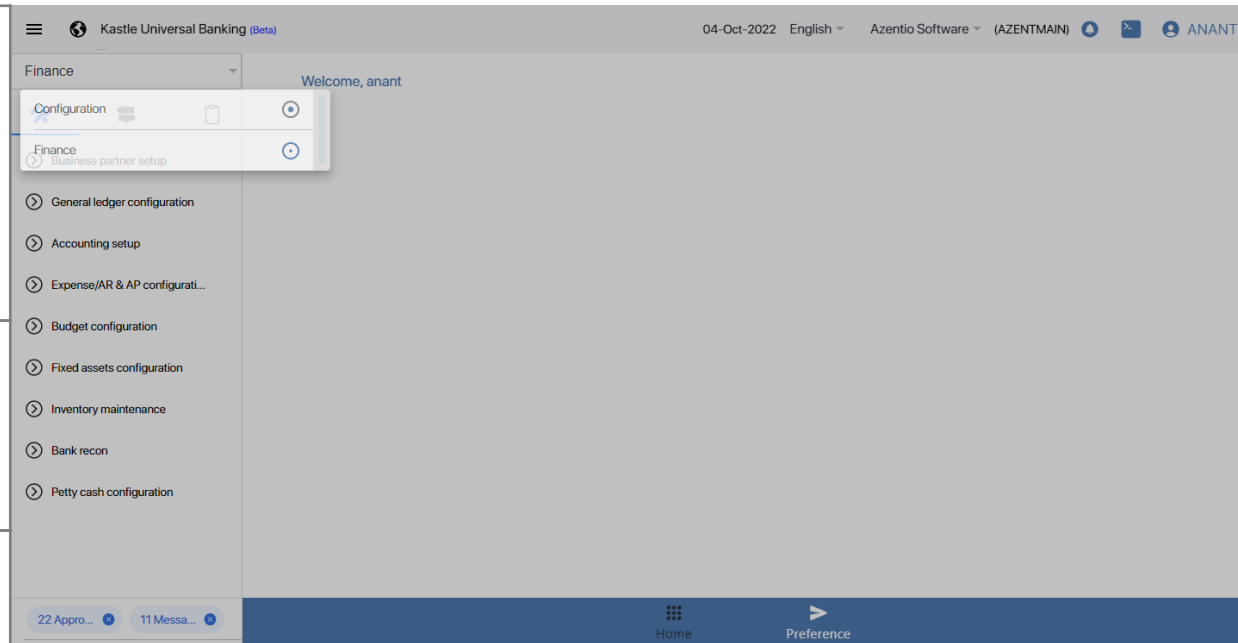 Kastle Universal Banking (Beta)
04-Oct-2022 English Azentio Software (AZENTMAIN) ANANT
Finance
Welcome, anant
Configuration
Finance
Business partner setup
General ledger configuration
Accounting setup
Expense/AR & AP configurati...
Budget configuration
Fixed assets configuration
Inventory maintenance
Bank recon
Petty cash configuration
22 Appro... 11 Messa...
Home Preference